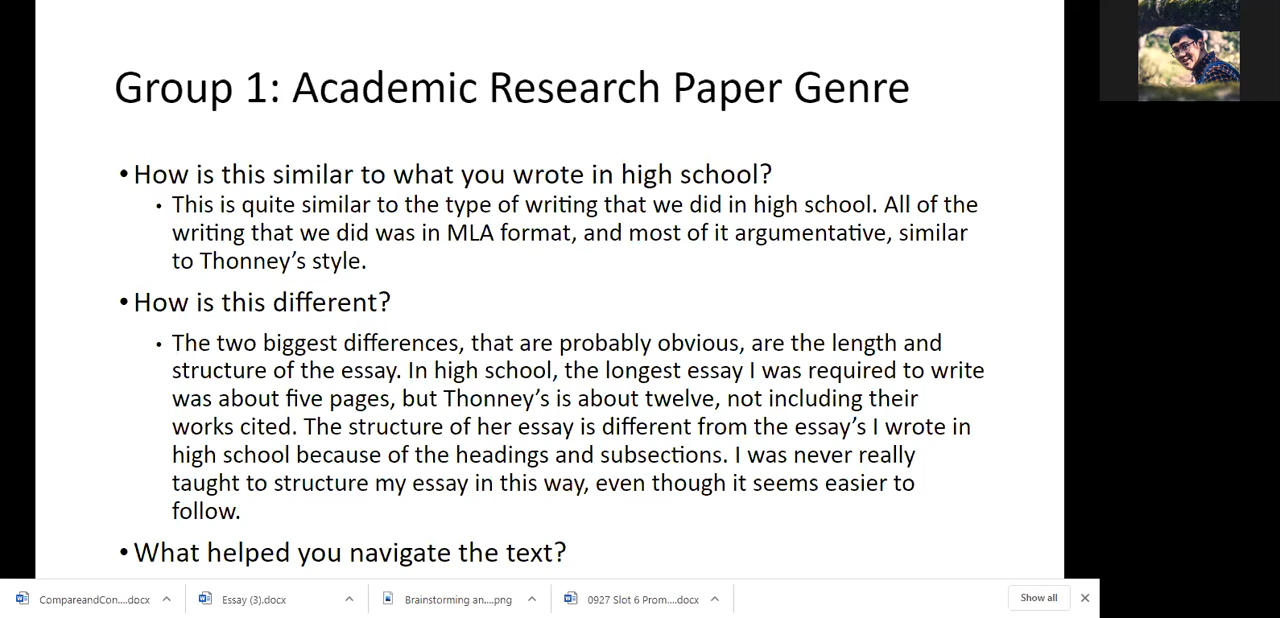 Group 1: Academic Research Paper Genre
• How is this similar to what you wrote in high school?
• This is quite similar to the type of writing that we did in high school. All of the
writing that we did was in MLA format, and most of it argumentative, similar
to Thonney’s style.
• How is this different?
• The two biggest differences, that are probably obvious, are the length and
structure of the essay. In high school, the longest essay I was required to write
was about five pages, but Thonney’s is about twelve, not including their
works cited. The structure of her essay is different from the essay’s I wrote in
high school because of the headings and subsections. I was never really
taught to structure my essay in this way, even though it seems easier to
follow.
• What helped you navigate the text?
CompareandCon....docx
Essay (3).docx
Brainstorming an....png
0927 Slot 6 Prom....docx
Show all